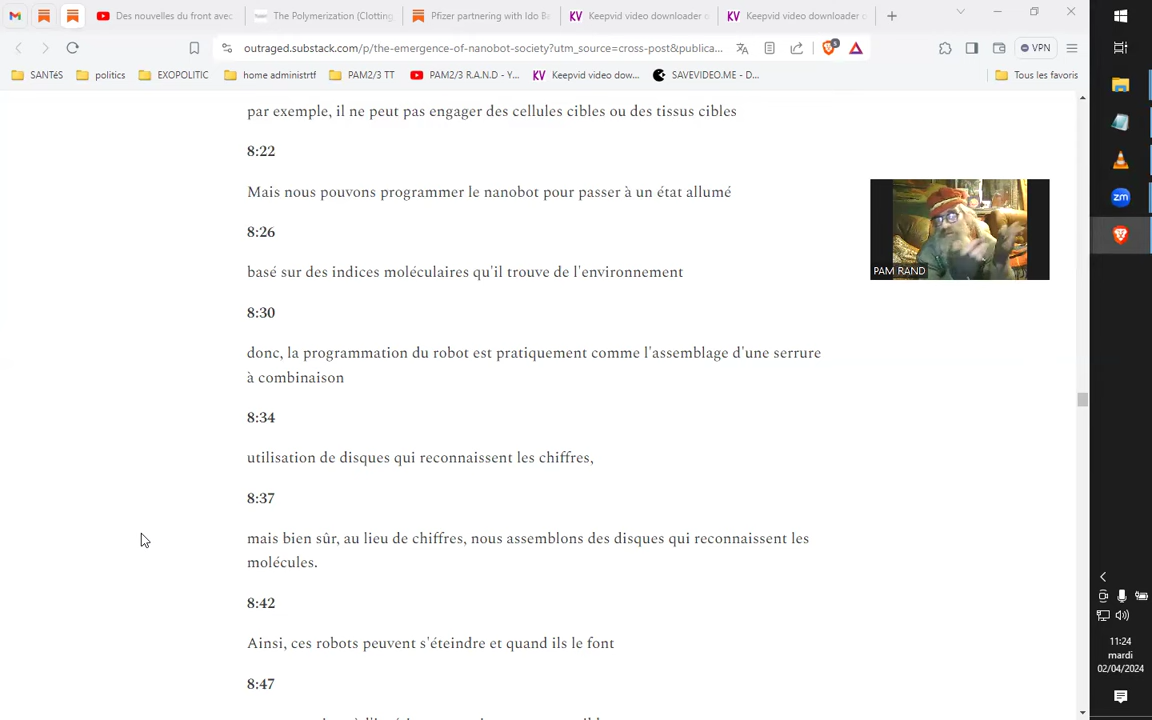 Des nouvelles du front avec
The Polymerization (Clotting
Pfizer partnering with Ido Ba
KV Keepvid video downloader o
KV Keepvid video downloader o
outraged.substack.com/p/the-emergence-of-nanobot-society?utm_source=cross-post&publica...
5
VPN
SANTéS
politics
EXOPOLITIC
home administrtf
PAM2/3 TT
PAM2/3 R.A.N.D - Y...
KV Keepvid video dow...
SAVEVIDEO.ME - D...
Tous les favoris
par exemple, il ne peut pas engager des cellules cibles ou des tissus cibles
8:22
Mais nous pouvons programmer le nanobot pour passer à un état allumé
8:26
basé sur des indices moléculaires qu'il trouve de l'environnement
8:30
donc, la programmation du robot est pratiquement comme l'assemblage d'une serrure
à combinaison
8:34
utilisation de disques qui reconnaissent les chiffres,
8:37
mais bien sûr, au lieu de chiffres, nous assemblons des disques qui reconnaissent les
molécules.
8:42
Ainsi, ces robots peuvent s'éteindre et quand ils le font
8:47
PAM RAND
zm
11:24
mardi
02/04/2024